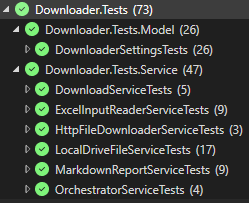 Downloader.Tests (73)
Downloader.Tests.Model (26)
DownloaderSettingsTests (26)
Downloader.Tests.Service (47)
DownloadServiceTests (5)
ExcelInputReaderServiceTests (9)
HttpFileDownloaderServiceTests (3)
LocalDriveFileServiceTests (17)
MarkdownReportServiceTests (9)
OrchestratorServiceTests (4)